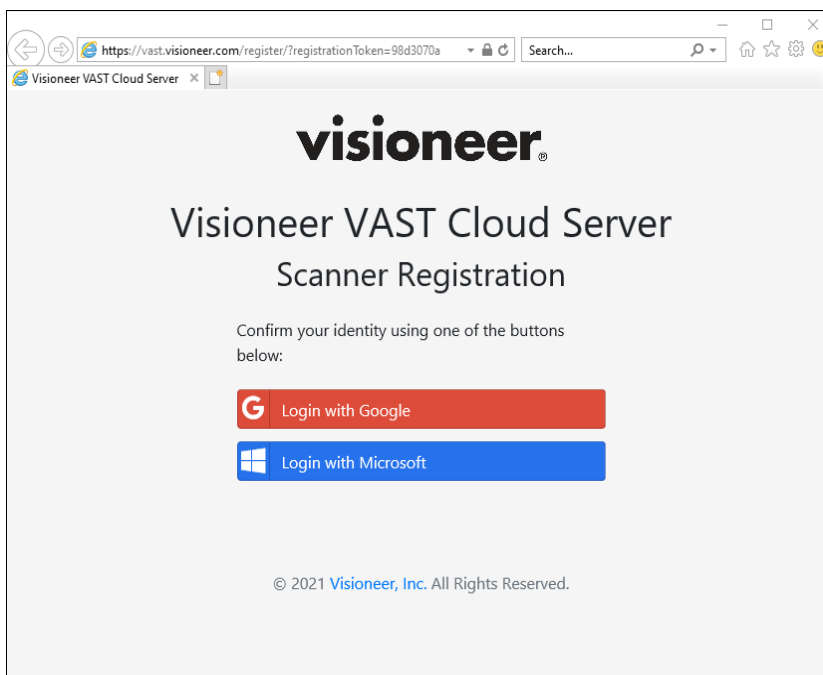 https://vast.visioneer.com/register/?registrationToken=98d3070a
Search...
Visioneer VAST Cloud Server
visioneer®
Visioneer VAST Cloud Server
Scanner Registration
Confirm your identity using one of the buttons
below:
G Login with Google
Login with Microsoft
© 2021 Visioneer, Inc. All Rights Reserved.